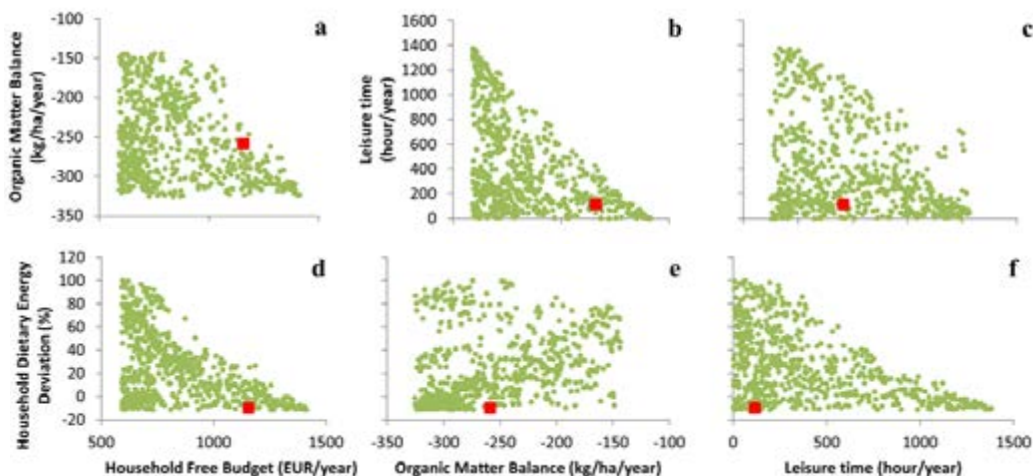 Organic Matter Balance
(kg/ha/year)
-100
-150
-200
-250
-300
-350
a
Leisure time
(hour/year)
1600
1400
1200
1000
800
600
400
200
0
b
c
Household Dietary Energy
Deviation (%)
120
100
80
60
40
20
0
-20
d
500 1000 1500
Household Free Budget (EUR/year)
e
-350 -300 -250 -200 -150 -100
Organic Matter Balance (kg/ha/year)
f
0 500 1000 1500
Leisure time (hour/year)